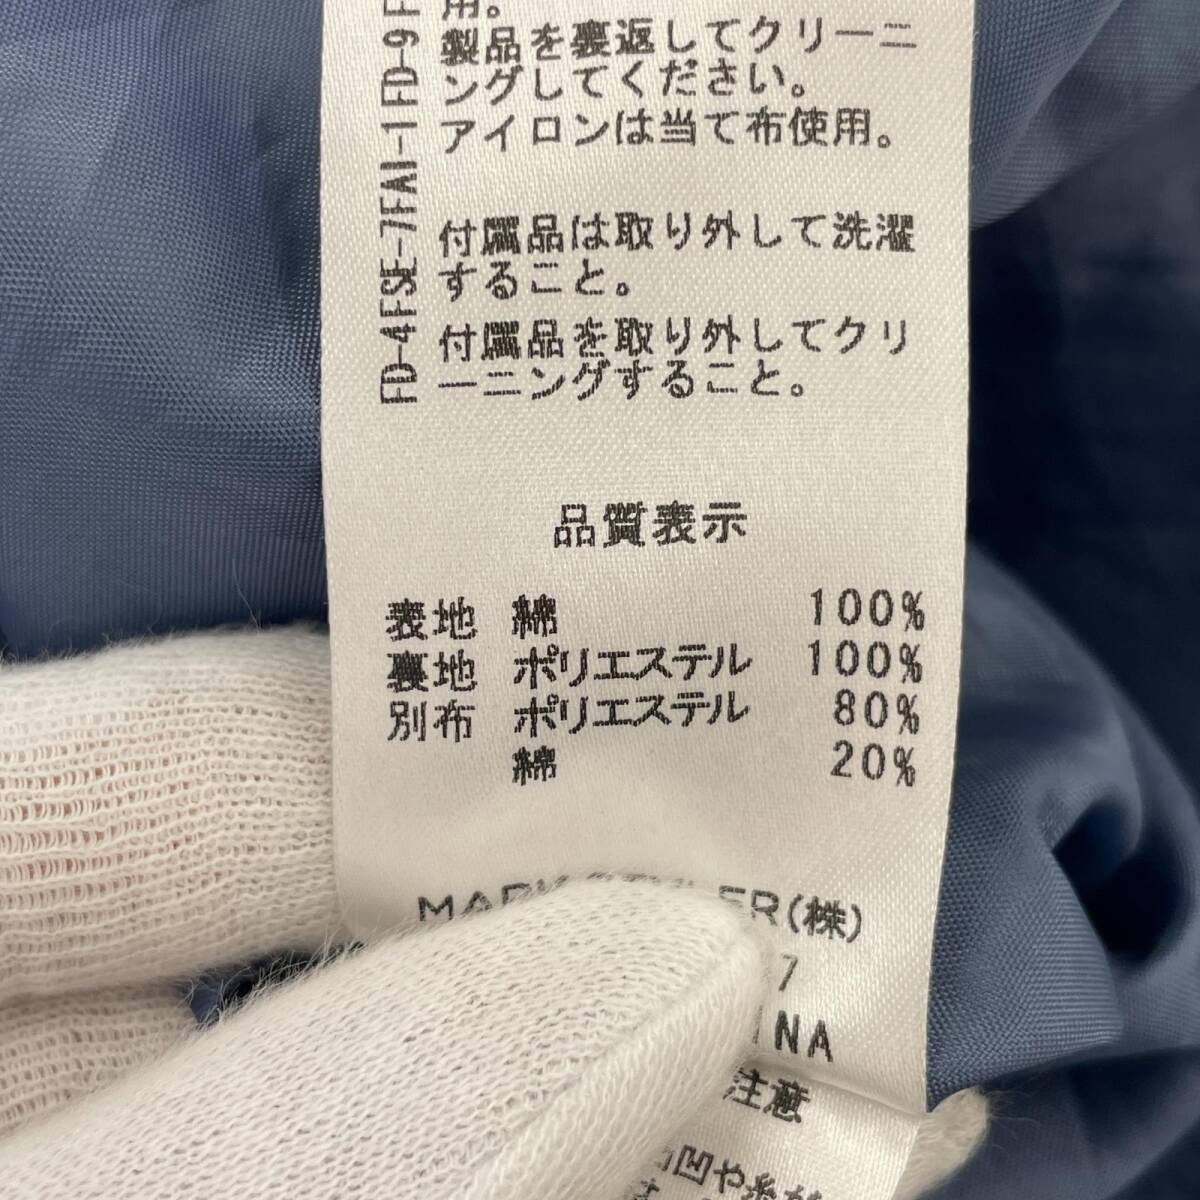 用。
製品を裏返してクリーニ
ングしてください。
アイロンは当て布使用。
付属品は取り外して洗濯
すること。
付属品を取り外してクリ
ーニングすること。
FD-4FSE-7FAI-1FD-9F
品質表示
表地 綿 100%
裏地 ポリエステル 100%
別布 ポリエステル 80%
綿 20%
(株)
7
INA
注意
凹や